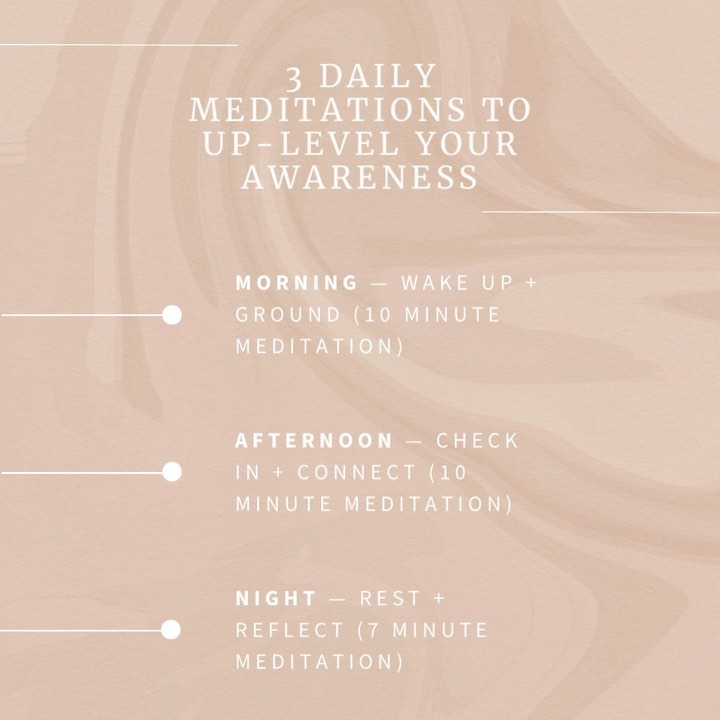 3 DAILY
MEDITATIONS TO
UP-LEVEL YOUR
AWARENESS
MORNING — WAKE UP +
GROUND (10 MINUTE
MEDITATION)
AFTERNOON — CHECK
IN + CONNECT (10
MINUTE MEDITATION)
NIGHT — REST +
REFLECT (7 MINUTE
MEDITATION)